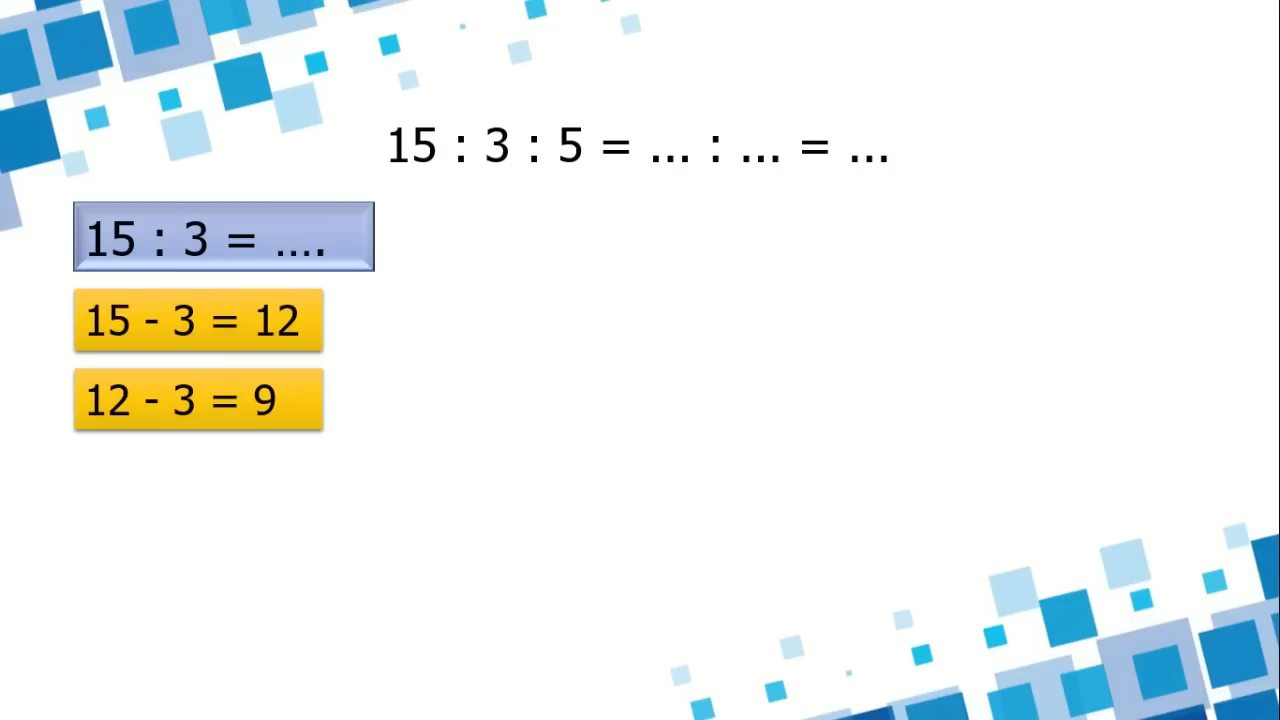 15 : 3 : 5 = ... : ... = ...
15 : 3 = ....
15 - 3 = 12
12 - 3 = 9